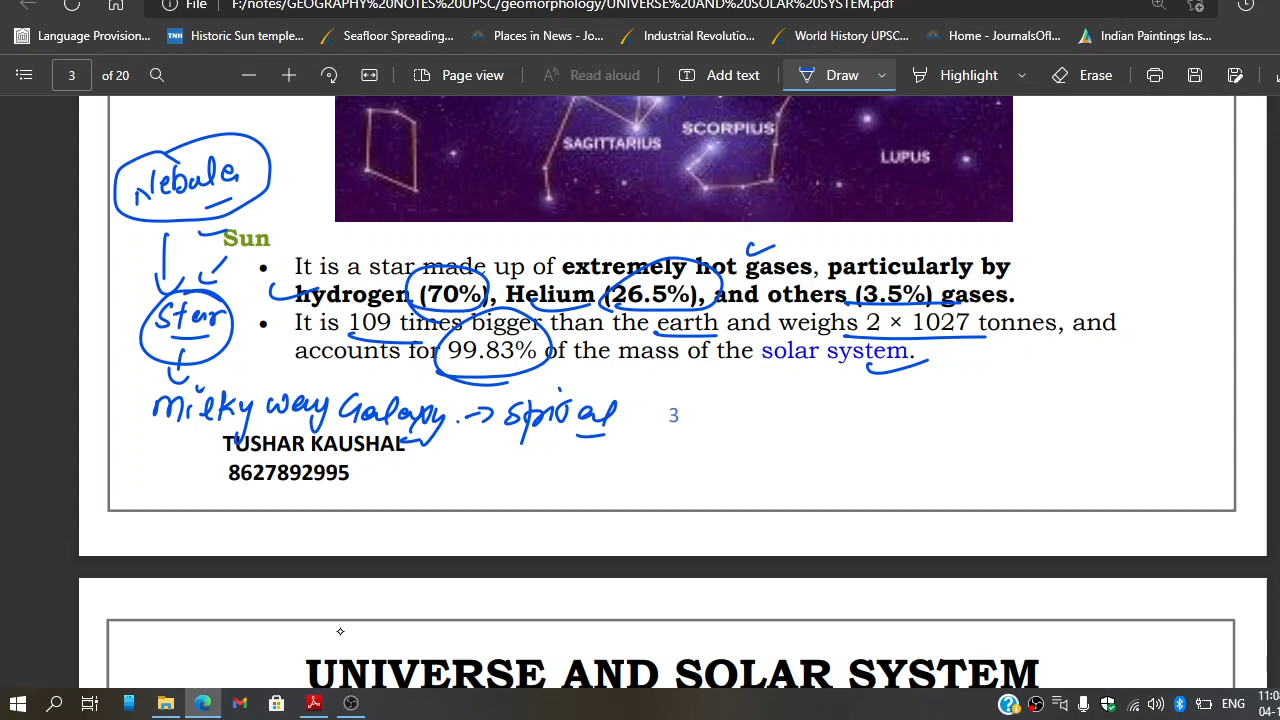 File F:/notes/GEOGRAPHY%20NOTES%20UPSC/geomorphology/UNIVERSE%20AND%20SOLAR%20SYSTEM.pdf
Language Provision... Historic Sun temple... Seafloor Spreading... Places in News - Jo... Industrial Revolutio... World History UPSC... Home - JournalsOfI... Indian Paintings las...
3 of 20 Page view Read aloud Add text Draw Highlight Erase
SAGITTARIUS SCORPIUS LUPUS
Nebula
Sun
It is a star made up of extremely hot gases, particularly by
hydrogen (70%), Helium (26.5%), and others (3.5%) gases.
Star
It is 109 times bigger than the earth and weighs 2 × 1027 tonnes, and
accounts for 99.83% of the mass of the solar system.
Milky way Galaxy. → spiral
3
TUSHAR KAUSHAL
8627892995
UNIVERSE AND SOLAR SYSTEM
ENG